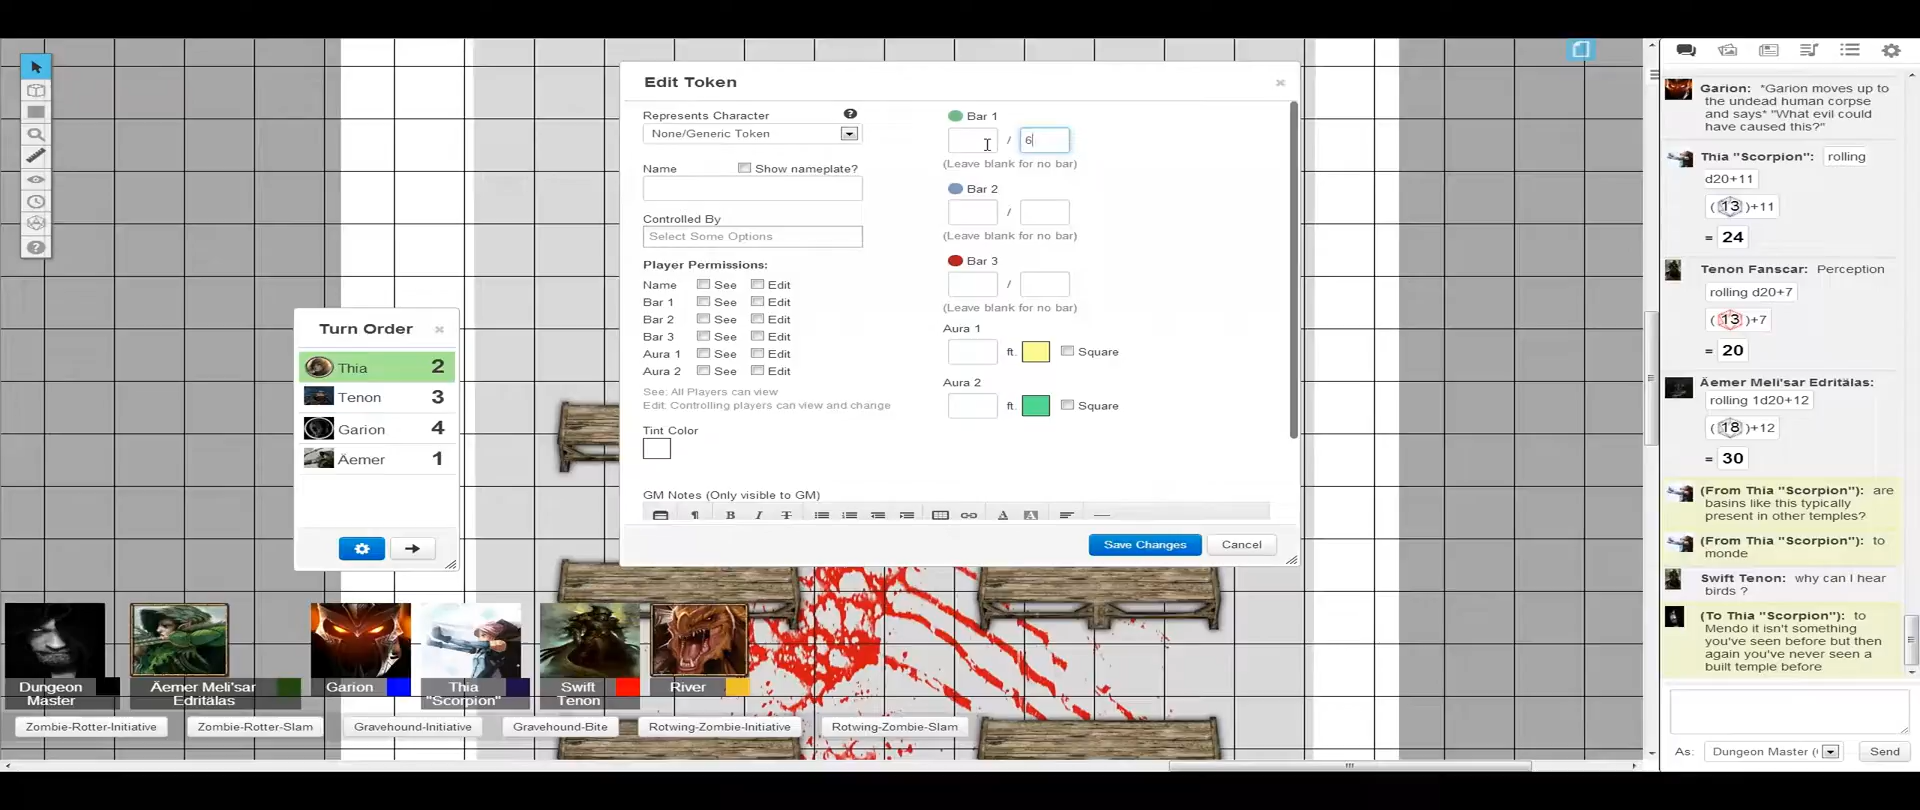 Edit Token
×
Represents Character ?
None/Generic Token
Name Show nameplate?
Controlled By
Select Some Options
Player Permissions:
Name See Edit
Bar 1 See Edit
Bar 2 See Edit
Bar 3 See Edit
Aura 1 See Edit
Aura 2 See Edit
See: All Players can view
Edit: Controlling players can view and change
Tint Color
Bar 1
/ 6
(Leave blank for no bar)
Bar 2
/
(Leave blank for no bar)
Bar 3
/
(Leave blank for no bar)
Aura 1
ft. Square
Aura 2
ft. Square
GM Notes (Only visible to GM)
B I T A A
Save Changes
Cancel
Turn Order ×
Thia 2
Tenon 3
Garion 4
Äemer 1
Dungeon
Master
Äemer Meli'sar
Edritälas
Garion
Thia
"Scorpion"
Swift
Tenon
River
Zombie-Rotter-Initiative
Zombie-Rotter-Slam
Gravehound-Initiative
Gravehound-Bite
Rotwing-Zombie-Initiative
Rotwing-Zombie-Slam
Garion: *Garion moves up to
the undead human corpse
and says* "What evil could
have caused this?"
Thia "Scorpion": rolling
d20+11
(13)+11
= 24
Tenon Fanscar: Perception
rolling d20+7
(13)+7
= 20
Äemer Meli'sar Edritälas:
rolling 1d20+12
(18)+12
= 30
(From Thia "Scorpion"): are
basins like this typically
present in other temples?
(From Thia "Scorpion"): to
monde
Swift Tenon: why can I hear
birds ?
(To Thia "Scorpion"): to
Mendo it isn't something
you've seen before but then
again you've never seen a
built temple before
As: Dungeon Master (
Send